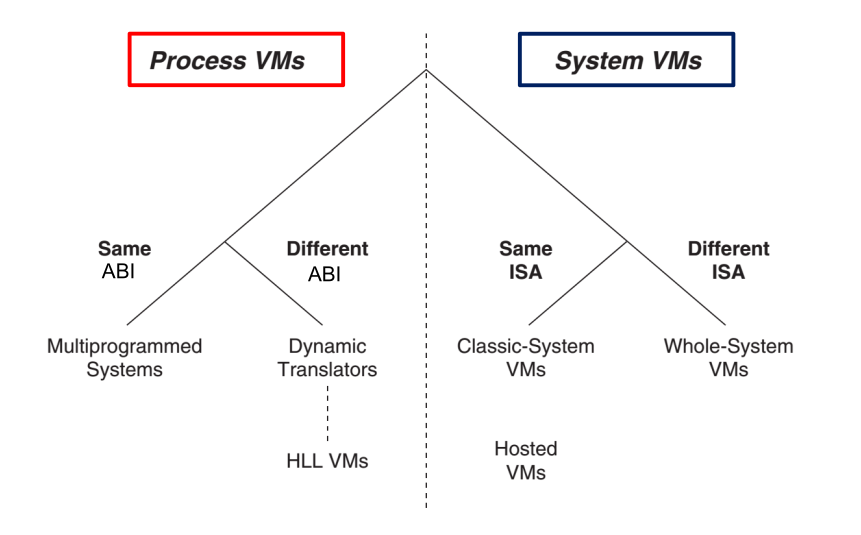 Process VMs
System VMs
Same
ABI
Different
ABI
Same
ISA
Different
ISA
Multiprogrammed
Systems
Dynamic
Translators
Classic-System
VMs
Whole-System
VMs
HLL VMs
Hosted
VMs